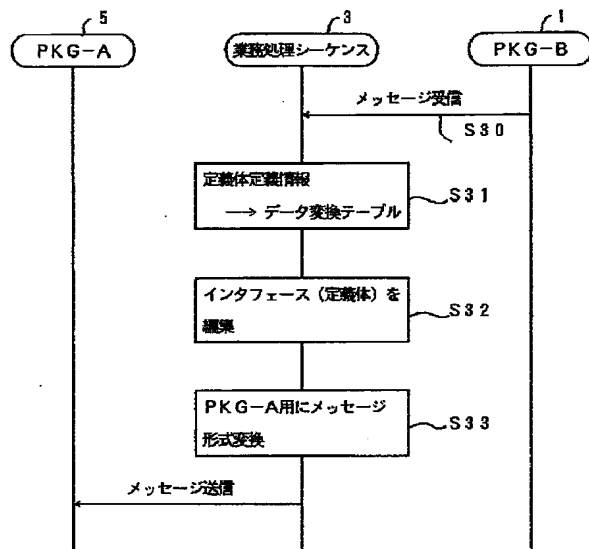 5
3
1
PKG-A
業務処理シーケンス
PKG-B
メッセージ受信
S30
定義体定義情報
→ データ変換テーブル
S31
インタフェース(定義体)を
編集
S32
PKG-A用にメッセージ
形式変換
S33
メッセージ送信